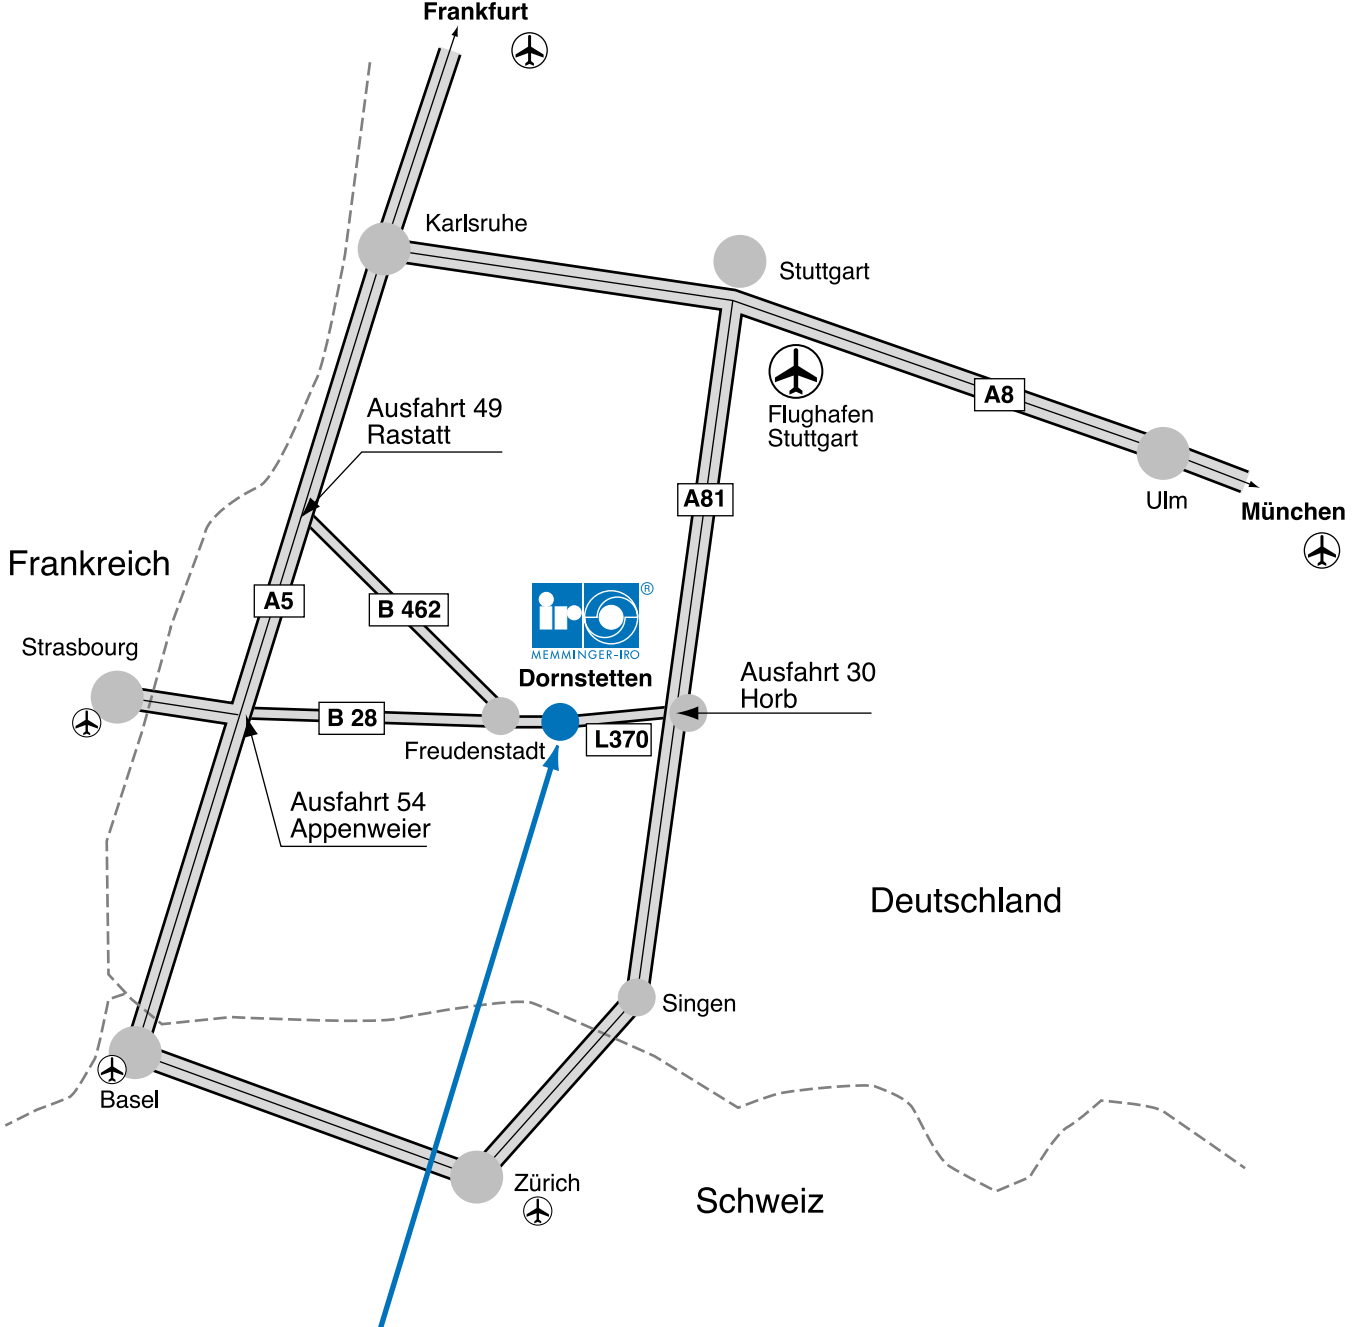 Frankfurt
Karlsruhe
Stuttgart
Ausfahrt 49
Rastatt
Flughafen
Stuttgart
A8
A81
Ulm
München
Frankreich
A5
B 462
iro
®
MEMMINGER-IRO
Strasbourg
Dornstetten
Ausfahrt 30
Horb
B 28
L370
Freudenstadt
Ausfahrt 54
Appenweier
Deutschland
Singen
Basel
Zürich
Schweiz